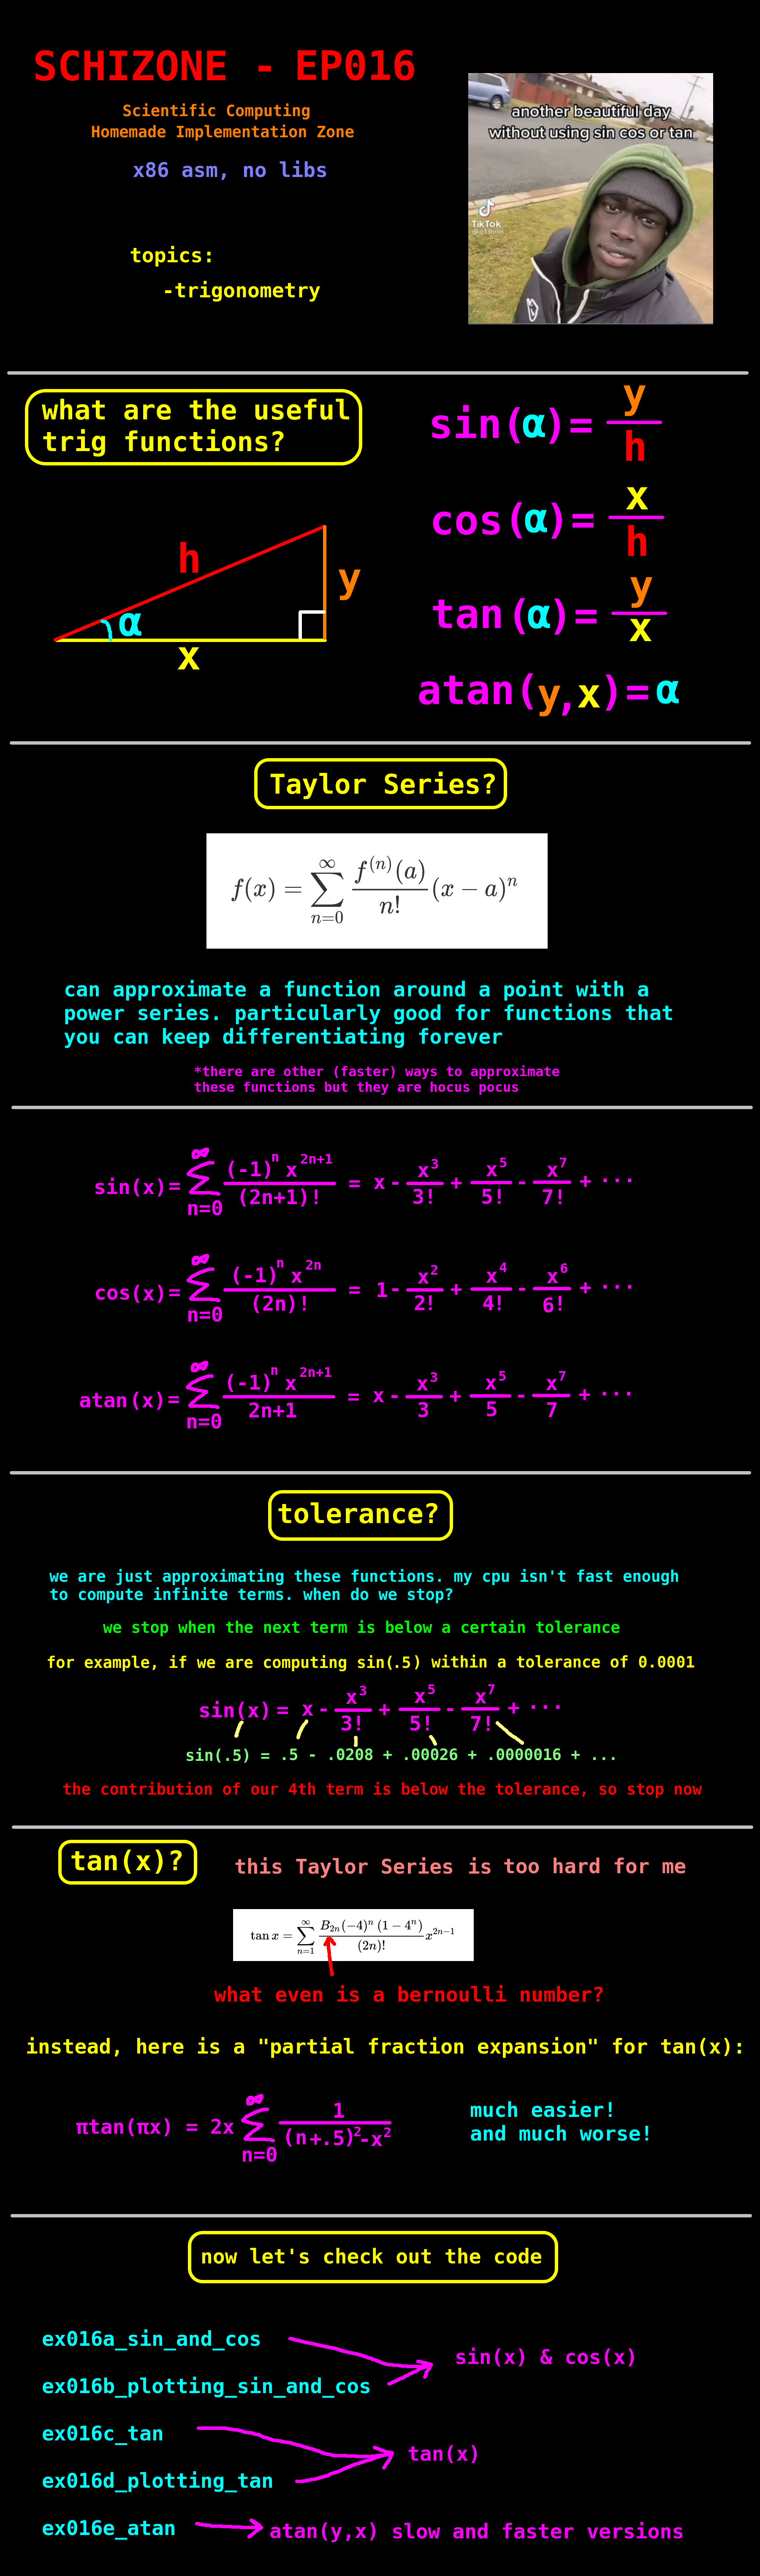 SCHIZONE - EP016
Scientific Computing
Homemade Implementation Zone
x86 asm, no libs
topics:
-trigonometry
another beautiful day
without using sin cos or tan
TikTok
what are the useful
trig functions?
h
α
y
x
sin(α)= y/h
cos(α)= x/h
tan(α)= y/x
atan(y,x)=α
Taylor Series?
f(x) = ∑_{n=0}^{∞} f^{(n)}(a)/n! (x − a)^n
can approximate a function around a point with a
power series. particularly good for functions that
you can keep differentiating forever
*there are other (faster) ways to approximate
these functions but they are hocus pocus
sin(x)= ∑_{n=0}^{∞} (-1)^n x^{2n+1}/(2n+1)! = x - x^3/3! + x^5/5! - x^7/7! + ···
cos(x)= ∑_{n=0}^{∞} (-1)^n x^{2n}/(2n)! = 1 - x^2/2! + x^4/4! - x^6/6! + ···
atan(x)= ∑_{n=0}^{∞} (-1)^n x^{2n+1}/2n+1 = x - x^3/3 + x^5/5 - x^7/7 + ···
tolerance?
we are just approximating these functions. my cpu isn't fast enough
to compute infinite terms. when do we stop?
we stop when the next term is below a certain tolerance
for example, if we are computing sin(.5) within a tolerance of 0.0001
sin(x) = x - x^3/3! + x^5/5! - x^7/7! + ···
sin(.5) = .5 - .0208 + .00026 + .0000016 + ...
the contribution of our 4th term is below the tolerance, so stop now
tan(x)?
this Taylor Series is too hard for me
tan x = ∑_{n=1}^{∞} B_{2n}(−4)^n (1 − 4^n)/(2n)! x^{2n−1}
what even is a bernoulli number?
instead, here is a "partial fraction expansion" for tan(x):
πtan(πx) = 2x ∑_{n=0}^{∞} 1/(n+.5)^2-x^2
much easier!
and much worse!
now let's check out the code
ex016a_sin_and_cos
ex016b_plotting_sin_and_cos
sin(x) & cos(x)
ex016c_tan
ex016d_plotting_tan
tan(x)
ex016e_atan
atan(y,x) slow and faster versions